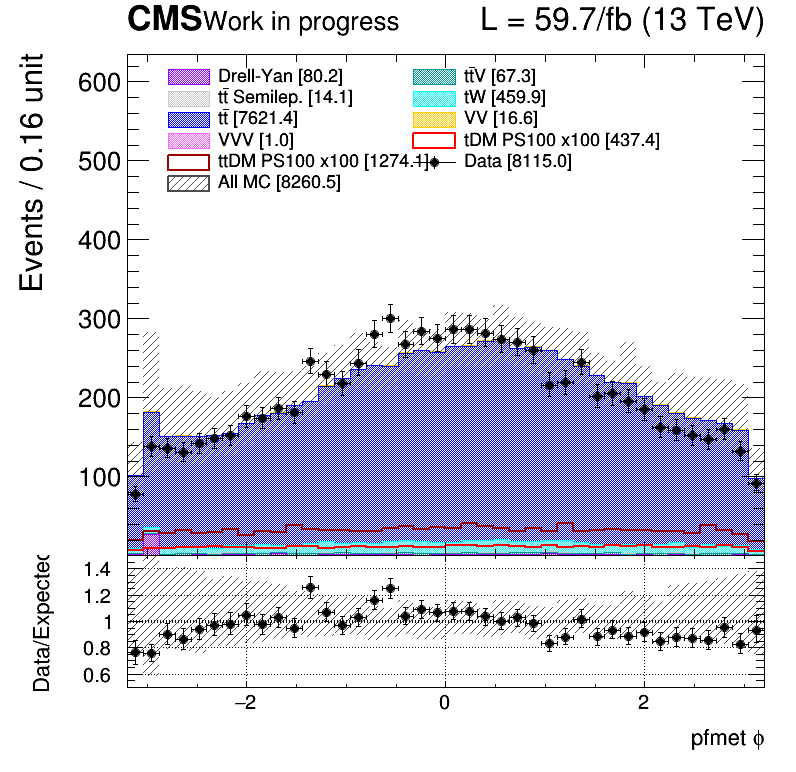 CMS Work in progress L = 59.7/fb (13 TeV)
Events / 0.16 unit
600
500
400
300
200
100
Drell-Yan [80.2] tt̄V [67.3]
tt̄ Semilep. [14.1] tW [459.9]
tt̄ [7621.4] VV [16.6]
VVV [1.0] tDM PS100 x100 [437.4]
ttDM PS100 x100 [1274.1] Data [8115.0]
All MC [8260.5]
Data/Expected
1.4
1.2
1
0.8
0.6
−2 0 2
pfmet ϕ